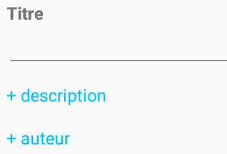 Titre
+ description
+ auteur